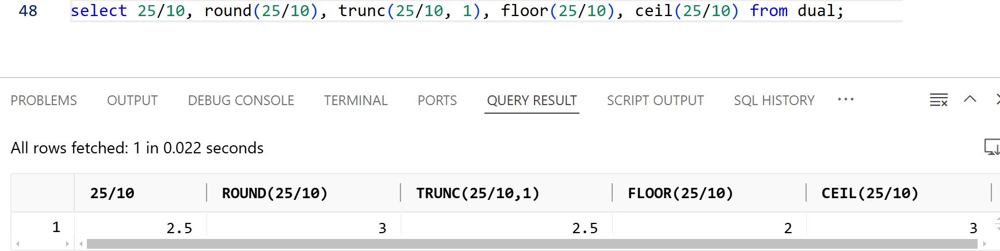 48 select 25/10, round(25/10), trunc(25/10, 1), floor(25/10), ceil(25/10) from dual;
PROBLEMS OUTPUT DEBUG CONSOLE TERMINAL PORTS QUERY RESULT SCRIPT OUTPUT SQL HISTORY ···
All rows fetched: 1 in 0.022 seconds
25/10 ROUND(25/10) TRUNC(25/10,1) FLOOR(25/10) CEIL(25/10)
1 2.5 3 2.5 2 3